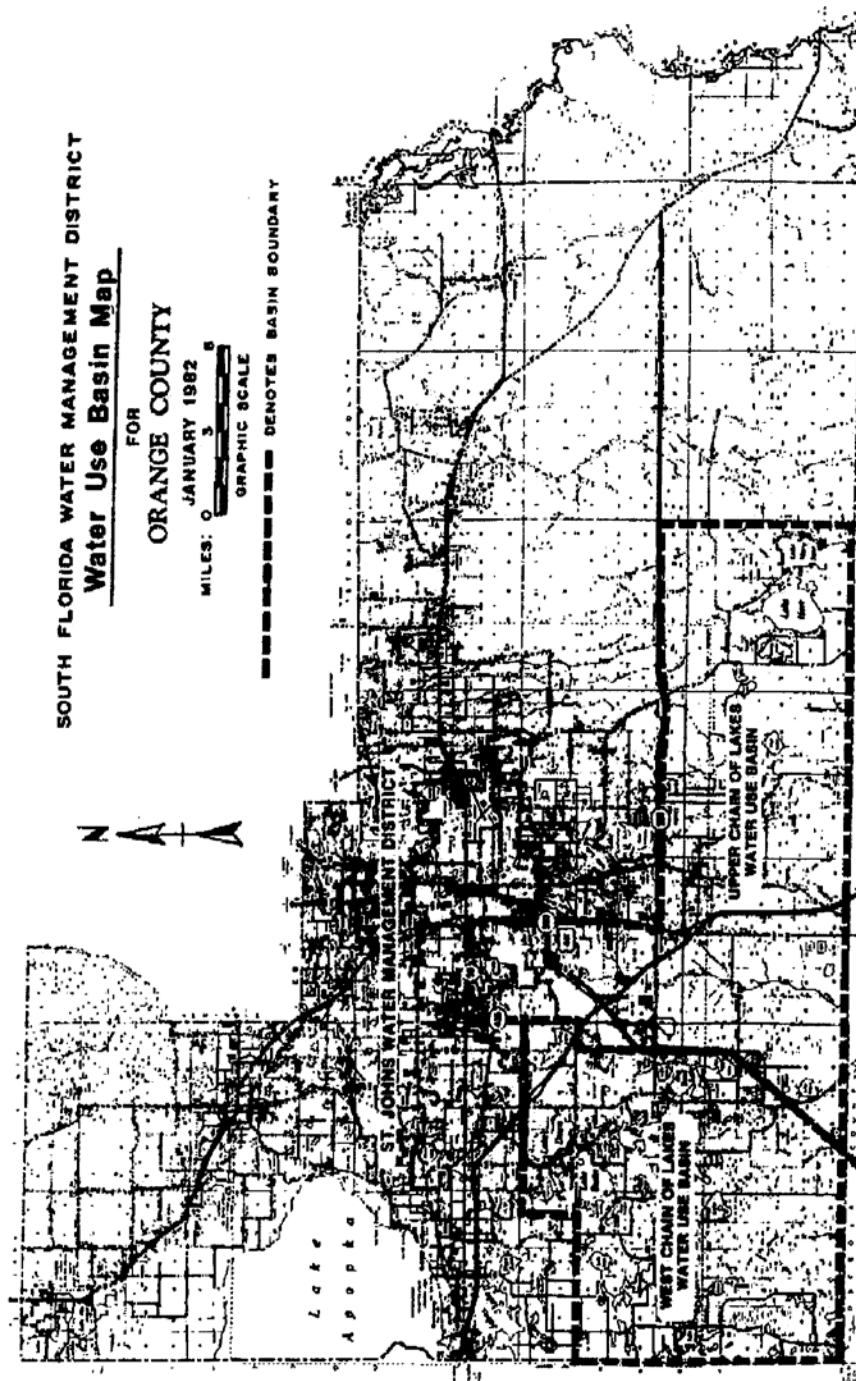 SOUTH FLORIDA WATER MANAGEMENT DISTRICT
Water Use Basin Map
FOR
ORANGE COUNTY
JANUARY 1982
MILES: 0 3 8
GRAPHIC SCALE
DENOTES BASIN BOUNDARY
N
ST. JOHNS WATER MANAGEMENT DISTRICT
Lake
Apopka
UPPER CHAIN OF LAKES
WATER USE BASIN
WEST CHAIN OF LAKES
WATER USE BASIN